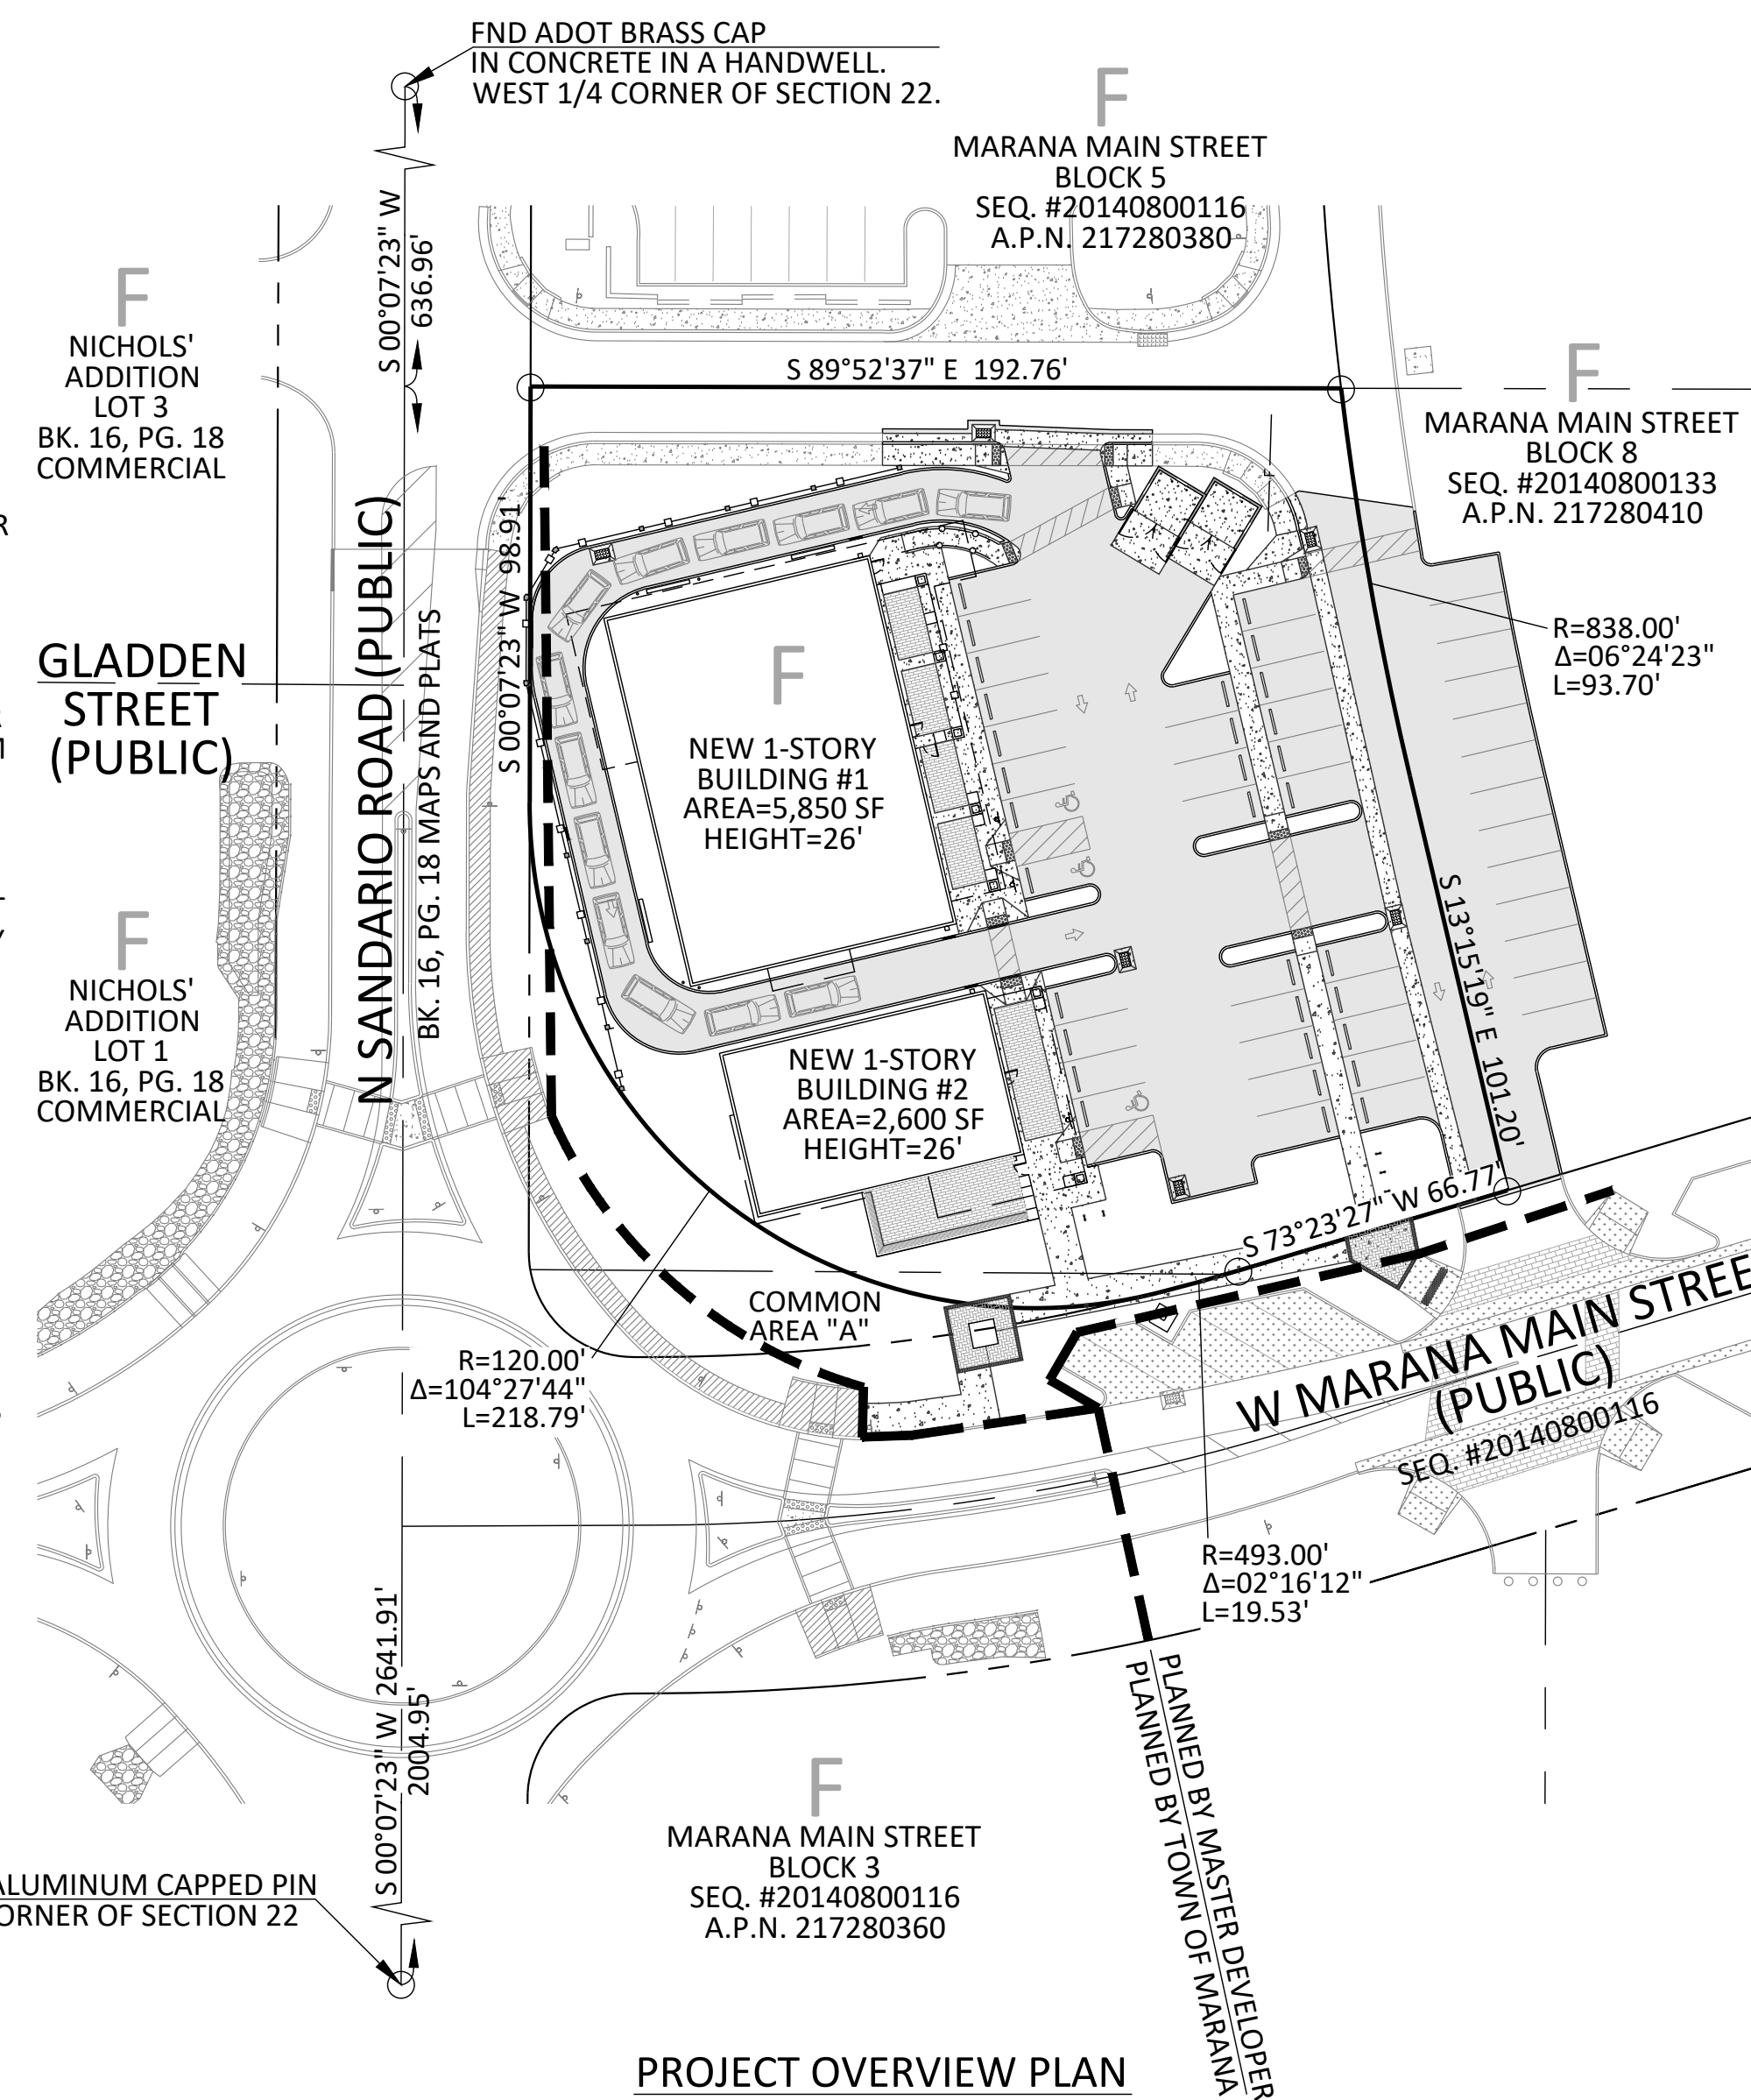 FND ADOT BRASS CAP
IN CONCRETE IN A HANDWELL.
WEST 1/4 CORNER OF SECTION 22.
F
MARANA MAIN STREET
BLOCK 5
SEQ. #20140800116
A.P.N. 217280380
S 00°07'23" W
636.96'
F
NICHOLS'
ADDITION
LOT 3
BK. 16, PG. 18
COMMERCIAL
S 89°52'37" E 192.76'
F
MARANA MAIN STREET
BLOCK 8
SEQ. #20140800133
A.P.N. 217280410
R
S 00°07'23" W 98.91'
N SANDARIO ROAD (PUBLIC)
BK. 16, PG. 18 MAPS AND PLATS
GLADDEN
STREET
(PUBLIC)
R=838.00'
Δ=06°24'23"
L=93.70'
F
NEW 1-STORY
BUILDING #1
AREA=5,850 SF
HEIGHT=26'
F
NICHOLS'
ADDITION
LOT 1
BK. 16, PG. 18
COMMERCIAL
S 13°15'19" E 101.20'
NEW 1-STORY
BUILDING #2
AREA=2,600 SF
HEIGHT=26'
S 73°23'27" W 66.77'
COMMON
AREA "A"
R=120.00'
Δ=104°27'44"
L=218.79'
W MARANA MAIN STREE
(PUBLIC)
SEQ. #20140800116
R=493.00'
Δ=02°16'12"
L=19.53'
S 00°07'23" W 2641.91'
2004.95'
PLANNED BY MASTER DEVELOPER
PLANNED BY TOWN OF MARANA
F
MARANA MAIN STREET
BLOCK 3
SEQ. #20140800116
A.P.N. 217280360
ALUMINUM CAPPED PIN
ORNER OF SECTION 22
PROJECT OVERVIEW PLAN